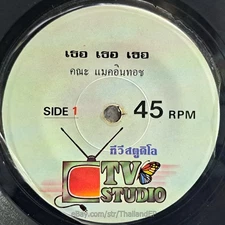 เธอ เธอ เธอ
คณะ แมคอินทอช
SIDE 1
45 RPM
ทีวีสตูดิโอ
TV
STUDIO